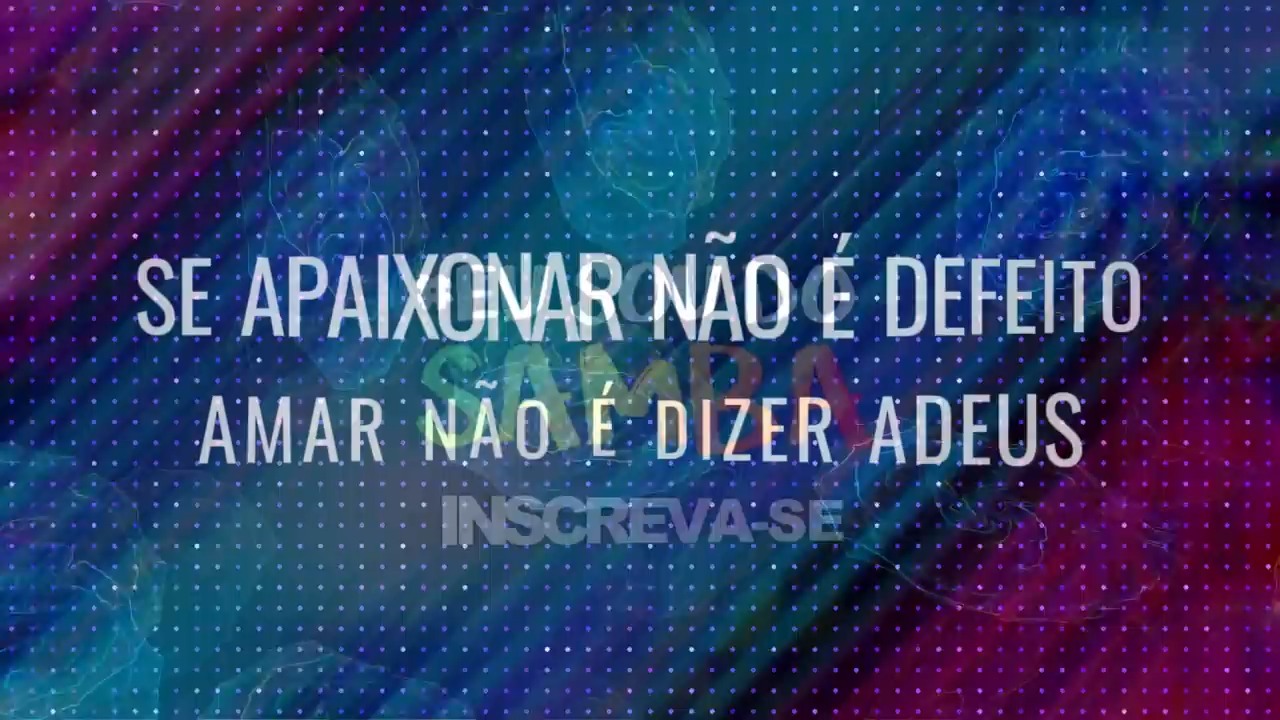 SE APAIXONAR NÃO É DEFEITO
SAMBA
AMAR NÃO É DIZER ADEUS
INSCREVA-SE